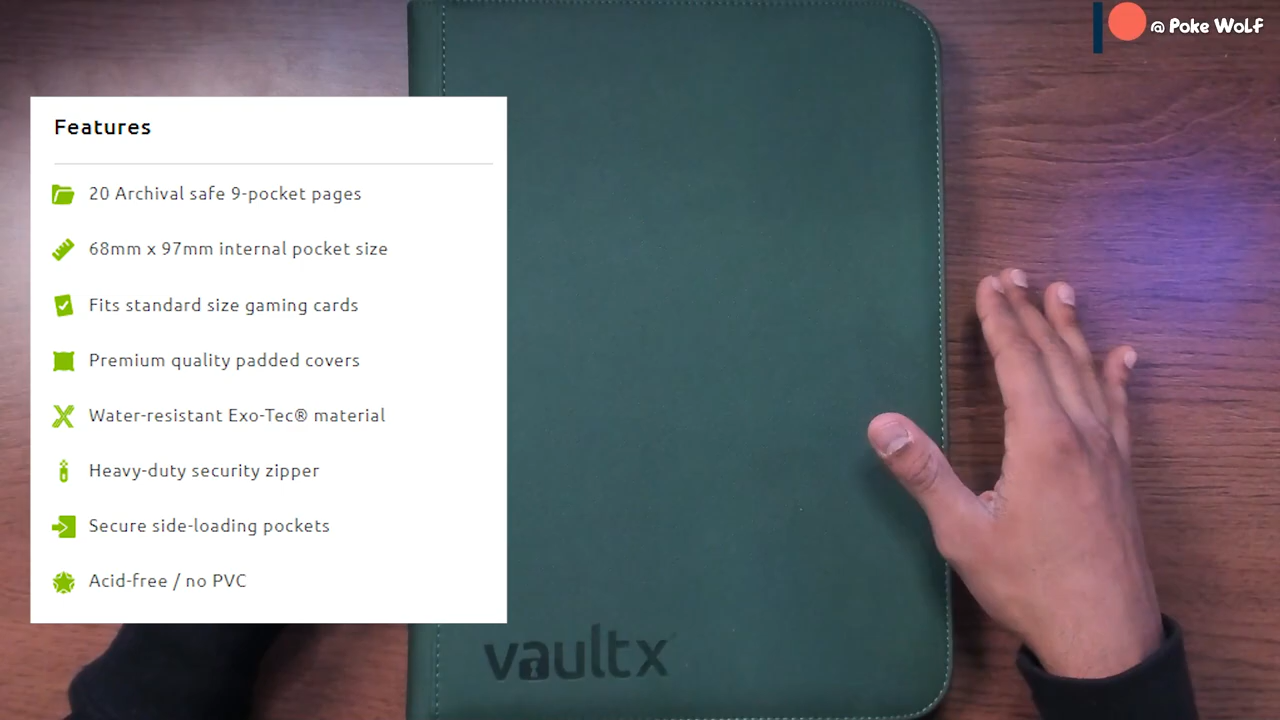 @ Poke Wolf
Features
20 Archival safe 9-pocket pages
68mm x 97mm internal pocket size
Fits standard size gaming cards
Premium quality padded covers
Water-resistant Exo-Tec® material
Heavy-duty security zipper
Secure side-loading pockets
Acid-free / no PVC
vaultx